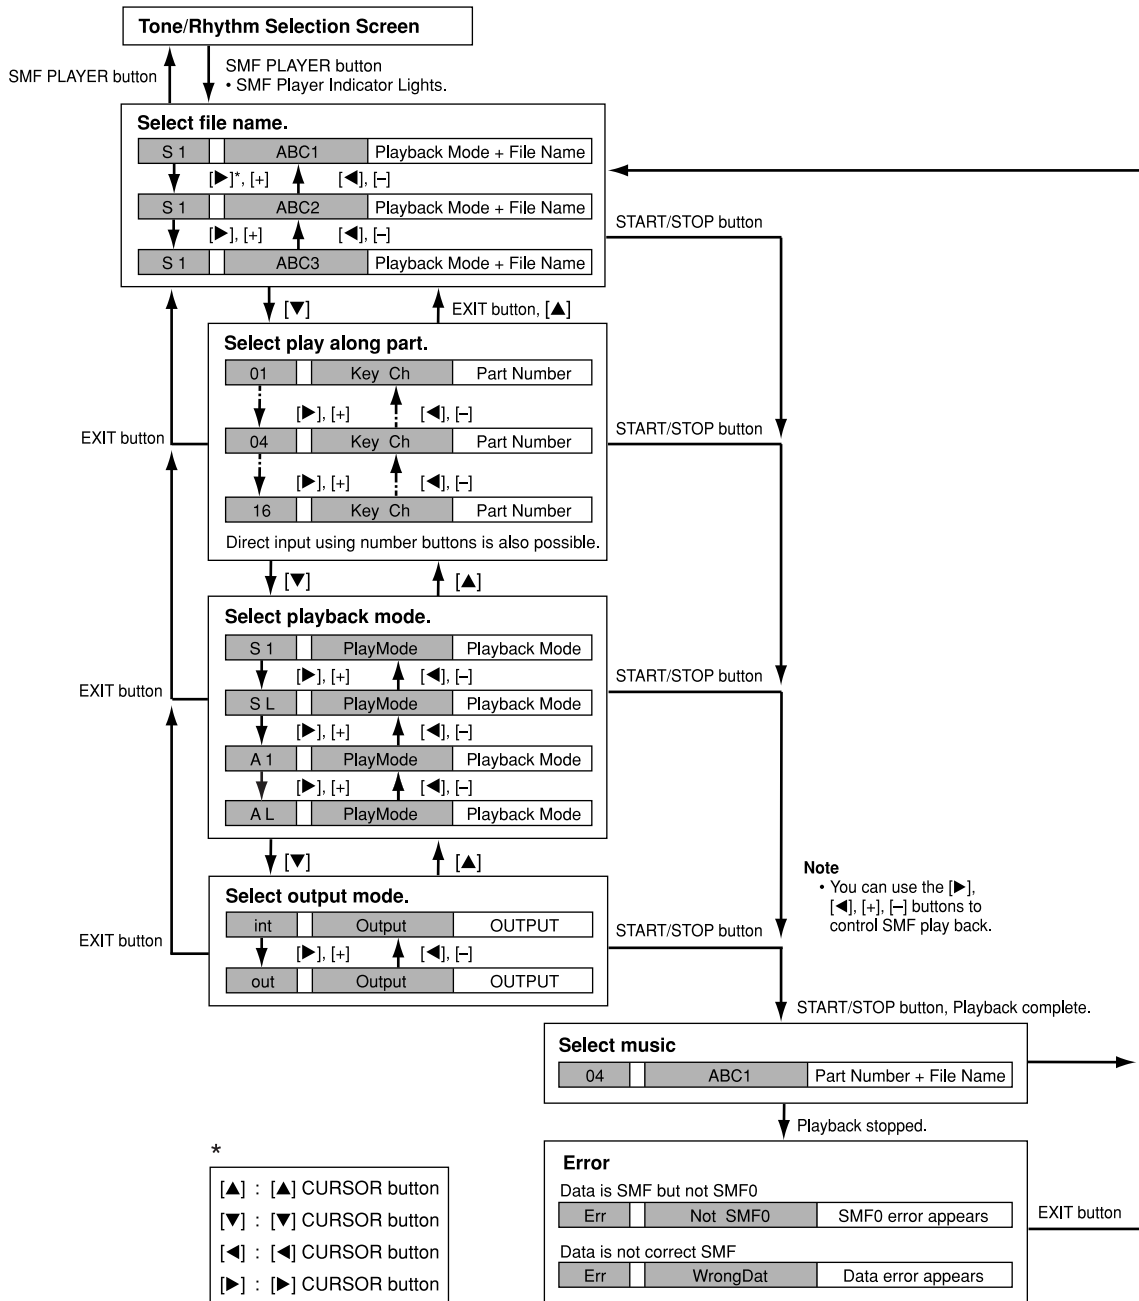 Tone/Rhythm Selection Screen
SMF PLAYER button
SMF PLAYER button
• SMF Player Indicator Lights.
Select file name.
S 1 ABC1 Playback Mode + File Name
[▶]*, [+] [◀], [–]
S 1 ABC2 Playback Mode + File Name
[▶], [+] [◀], [–]
S 1 ABC3 Playback Mode + File Name
START/STOP button
[▼]
EXIT button, [▲]
Select play along part.
01 Key Ch Part Number
[▶], [+] [◀], [–]
04 Key Ch Part Number
[▶], [+] [◀], [–]
16 Key Ch Part Number
Direct input using number buttons is also possible.
EXIT button
START/STOP button
[▼]
[▲]
Select playback mode.
S 1 PlayMode Playback Mode
[▶], [+] [◀], [–]
S L PlayMode Playback Mode
[▶], [+] [◀], [–]
A 1 PlayMode Playback Mode
[▶], [+] [◀], [–]
A L PlayMode Playback Mode
EXIT button
START/STOP button
[▼]
[▲]
Select output mode.
int Output OUTPUT
[▶], [+] [◀], [–]
out Output OUTPUT
EXIT button
START/STOP button
Note
• You can use the [▶],
[◀], [+], [–] buttons to
control SMF play back.
START/STOP button, Playback complete.
Select music
04 ABC1 Part Number + File Name
Playback stopped.
Error
Data is SMF but not SMF0
Err Not SMF0 SMF0 error appears
Data is not correct SMF
Err WrongDat Data error appears
EXIT button
*
[▲] : [▲] CURSOR button
[▼] : [▼] CURSOR button
[◀] : [◀] CURSOR button
[▶] : [▶] CURSOR button